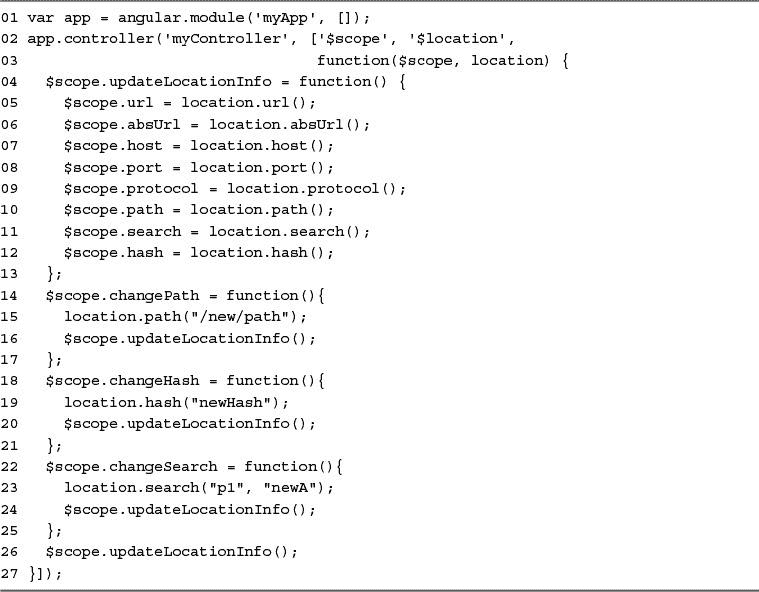 01 var app = angular.module('myApp', []);
02 app.controller('myController', ['$scope', '$location',
03                                 function($scope, location) {
04   $scope.updateLocationInfo = function() {
05     $scope.url = location.url();
06     $scope.absUrl = location.absUrl();
07     $scope.host = location.host();
08     $scope.port = location.port();
09     $scope.protocol = location.protocol();
10     $scope.path = location.path();
11     $scope.search = location.search();
12     $scope.hash = location.hash();
13   };
14   $scope.changePath = function(){
15     location.path("/new/path");
16     $scope.updateLocationInfo();
17   };
18   $scope.changeHash = function(){
19     location.hash("newHash");
20     $scope.updateLocationInfo();
21   };
22   $scope.changeSearch = function(){
23     location.search("p1", "newA");
24     $scope.updateLocationInfo();
25   };
26   $scope.updateLocationInfo();
27 }]);